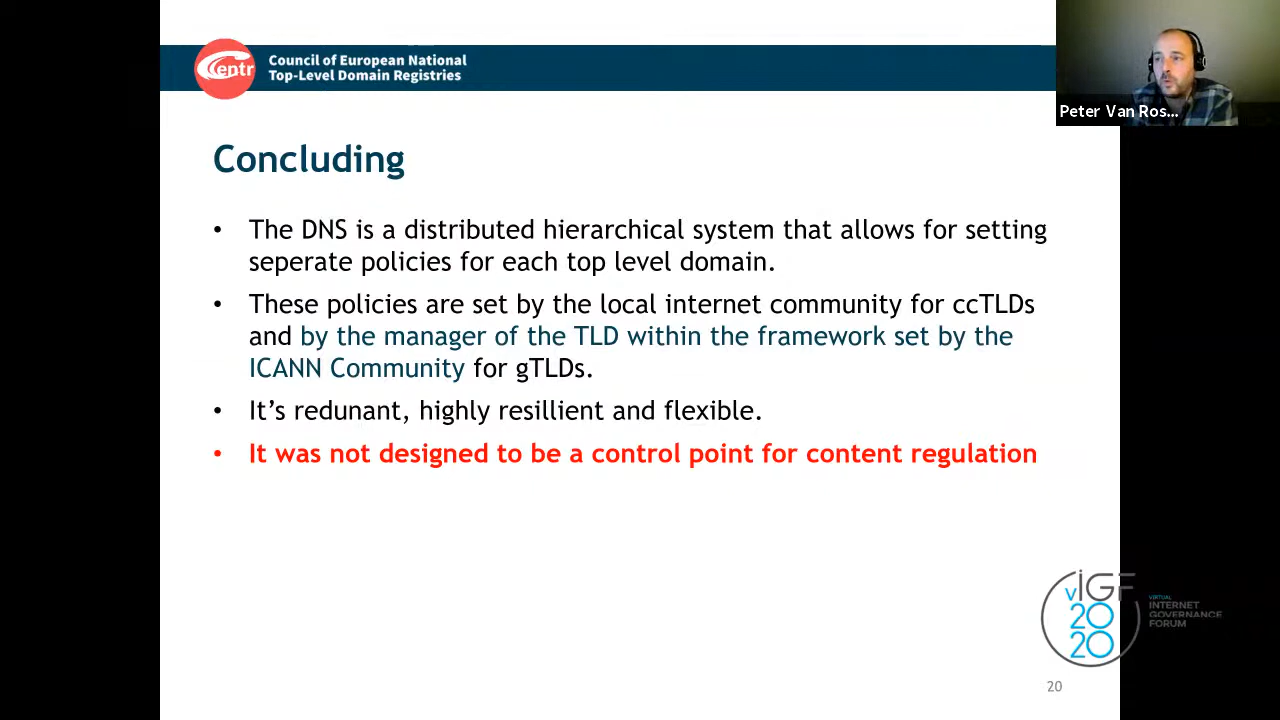 Centr
Council of European National
Top-Level Domain Registries
Peter Van Ros...
Concluding
• The DNS is a distributed hierarchical system that allows for setting
seperate policies for each top level domain.
• These policies are set by the local internet community for ccTLDs
and by the manager of the TLD within the framework set by the
ICANN Community for gTLDs.
• It’s redunant, highly resillient and flexible.
• It was not designed to be a control point for content regulation
vIGF
20
20
VIRTUAL
INTERNET
GOVERNANCE
FORUM
20